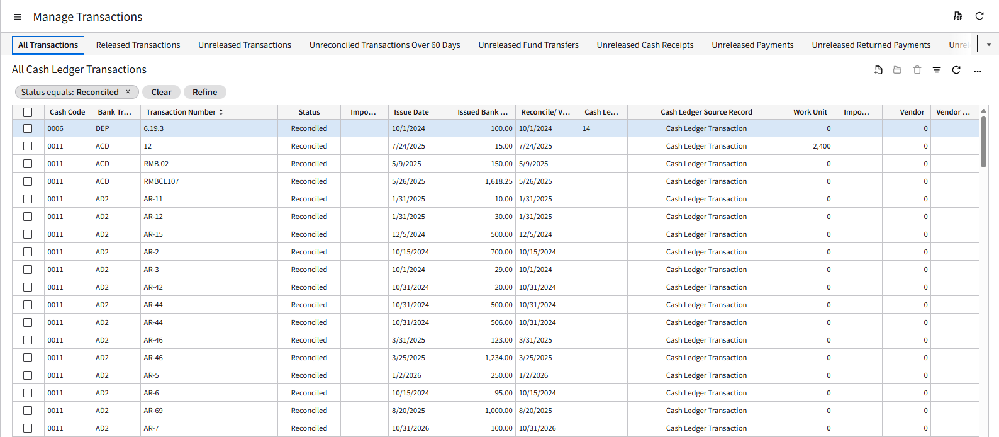 Manage Transactions
PDF
All Transactions Released Transactions Unreleased Transactions Unreconciled Transactions Over 60 Days Unreleased Fund Transfers Unreleased Cash Receipts Unreleased Payments Unreleased Returned Payments Unrel
All Cash Ledger Transactions
Status equals: Reconciled × Clear Refine
Cash Code Bank Tr... Transaction Number Status Impo... Issue Date Issued Bank ... Reconcile/ V... Cash Le... Cash Ledger Source Record Work Unit Impo... Vendor Vendor ...
0006 DEP 6.19.3 Reconciled 10/1/2024 100.00 10/1/2024 14 Cash Ledger Transaction 0 0
0011 ACD 12 Reconciled 7/24/2025 15.00 7/24/2025 Cash Ledger Transaction 2,400 0
0011 ACD RMB.02 Reconciled 5/9/2025 150.00 5/9/2025 Cash Ledger Transaction 0 0
0011 ACD RMBCL107 Reconciled 5/26/2025 1,618.25 5/26/2025 Cash Ledger Transaction 0 0
0011 AD2 AR-11 Reconciled 1/31/2025 10.00 1/31/2025 Cash Ledger Transaction 0 0
0011 AD2 AR-12 Reconciled 1/31/2025 30.00 1/31/2025 Cash Ledger Transaction 0 0
0011 AD2 AR-15 Reconciled 12/5/2024 500.00 12/5/2024 Cash Ledger Transaction 0 0
0011 AD2 AR-2 Reconciled 10/15/2024 700.00 10/15/2024 Cash Ledger Transaction 0 0
0011 AD2 AR-3 Reconciled 10/1/2024 29.00 10/1/2024 Cash Ledger Transaction 0 0
0011 AD2 AR-42 Reconciled 10/31/2024 20.00 10/31/2024 Cash Ledger Transaction 0 0
0011 AD2 AR-44 Reconciled 10/31/2024 500.00 10/31/2024 Cash Ledger Transaction 0 0
0011 AD2 AR-44 Reconciled 10/31/2024 506.00 10/31/2024 Cash Ledger Transaction 0 0
0011 AD2 AR-46 Reconciled 3/31/2025 123.00 3/31/2025 Cash Ledger Transaction 0 0
0011 AD2 AR-46 Reconciled 3/25/2025 1,234.00 3/25/2025 Cash Ledger Transaction 0 0
0011 AD2 AR-5 Reconciled 1/2/2026 250.00 1/2/2026 Cash Ledger Transaction 0 0
0011 AD2 AR-6 Reconciled 10/15/2024 95.00 10/15/2024 Cash Ledger Transaction 0 0
0011 AD2 AR-69 Reconciled 8/20/2025 1,000.00 8/20/2025 Cash Ledger Transaction 0 0
0011 AD2 AR-7 Reconciled 10/31/2026 100.00 10/31/2026 Cash Ledger Transaction 0 0